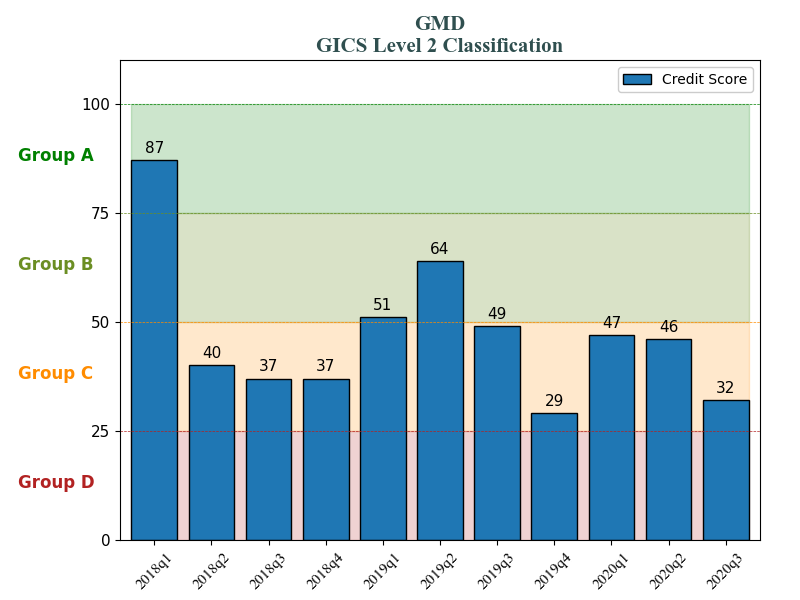 GMD
GICS Level 2 Classification
Credit Score
100
Group A
87
75
Group B
64
51
50
49
47
46
40
37
37
Group C
32
29
25
Group D
0
2018q1 2018q2 2018q3 2018q4 2019q1 2019q2 2019q3 2019q4 2020q1 2020q2 2020q3